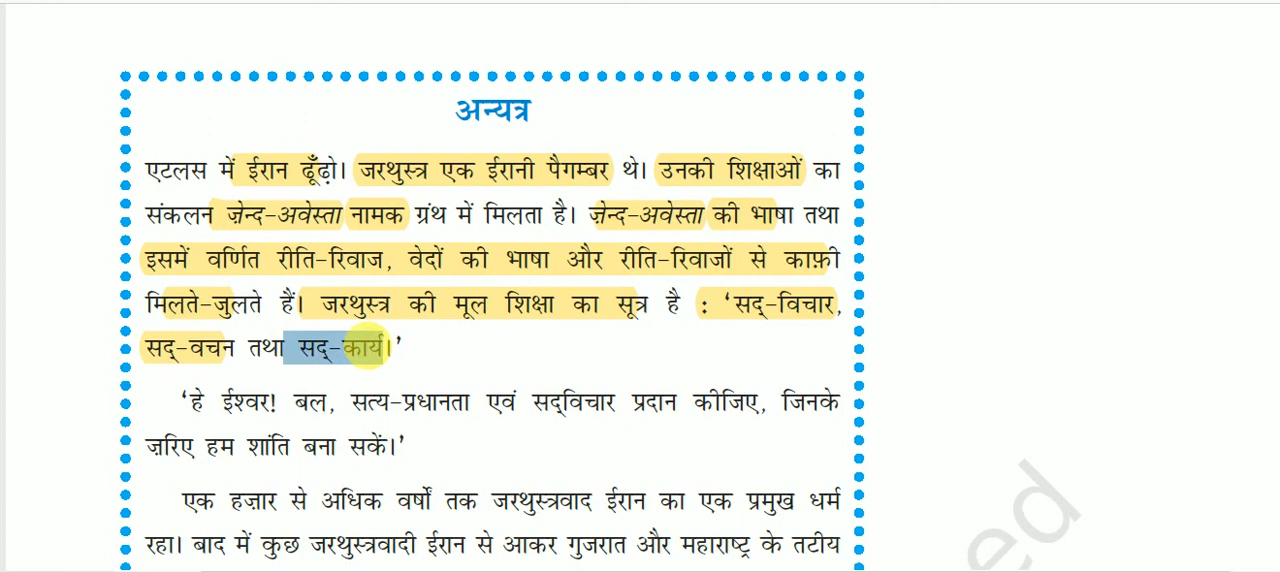 अन्यत्र
एटलस में ईरान ढूँढ़ो। जरथुस्त्र एक ईरानी पैगम्बर थे। उनकी शिक्षाओं का
संकलन ज़ेन्द-अवेस्ता नामक ग्रंथ में मिलता है। ज़ेन्द-अवेस्ता की भाषा तथा
इसमें वर्णित रीति-रिवाज, वेदों की भाषा और रीति-रिवाजों से काफ़ी
मिलते-जुलते हैं। जरथुस्त्र की मूल शिक्षा का सूत्र है : ‘सद्-विचार,
सद्-वचन तथा सद्-कार्य।’
‘हे ईश्वर! बल, सत्य-प्रधानता एवं सद्विचार प्रदान कीजिए, जिनके
ज़रिए हम शांति बना सकें।’
एक हज़ार से अधिक वर्षों तक जरथुस्त्रवाद ईरान का एक प्रमुख धर्म
रहा। बाद में कुछ जरथुस्त्रवादी ईरान से आकर गुजरात और महाराष्ट्र के तटीय
ed